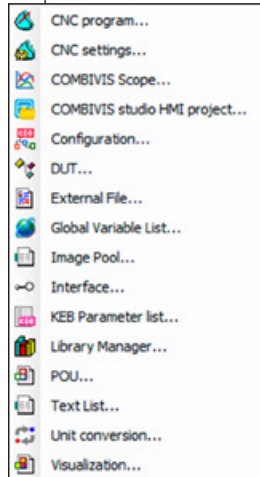 CNC program...
CNC settings...
COMBIVIS Scope...
COMBIVIS studio HMI project...
Configuration...
DUT...
External File...
Global Variable List...
Image Pool...
Interface...
KEB Parameter list...
Library Manager...
POU...
Text List...
Unit conversion...
Visualization...